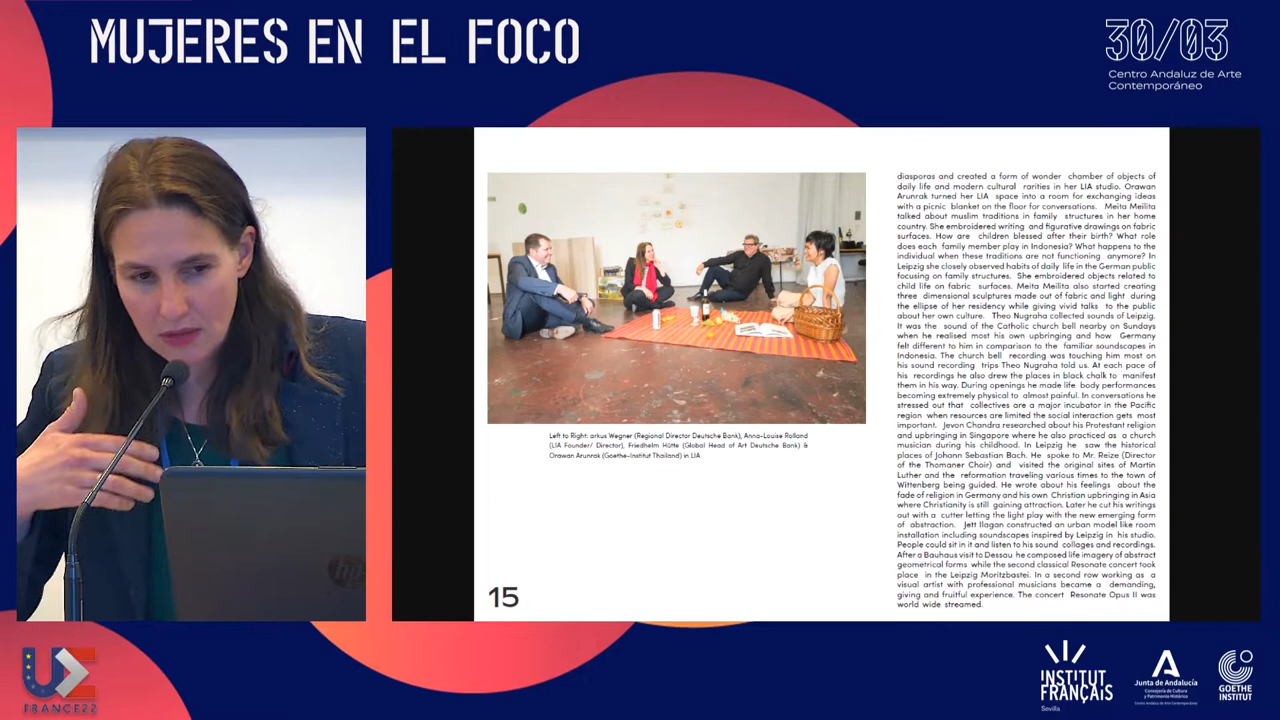 MUJERES EN EL FOCO
30/03
Centro Andaluz de Arte
Contemporáneo
diasporas and created a form of wonder chamber of objects of
daily life and modern cultural rarities in her LIA studio. Orawan
Arunrak turned her LIA space into a room for exchanging ideas
with a picnic blanket on the floor for conversations. Meita Meilita
talked about muslim traditions in family structures in her home
country. She embroidered writing and figurative drawings on fabric
surfaces. How are children blessed after their birth? What role
does each family member play in Indonesia? What happens to the
individual when these traditions are not functioning anymore? In
Leipzig she closely observed habits of daily life in the German public
focusing on family structures. She embroidered objects related to
child life on fabric surfaces. Meita Meilita also started creating
three dimensional sculptures made out of fabric and light during
the ellipse of her residency while giving vivid talks to the public
about her own culture. Theo Nugraha collected sounds of Leipzig.
It was the sound of the Catholic church bell nearby on Sundays
when he realised most his own upbringing and how Germany
felt different to him in comparison to the familiar soundscapes in
Indonesia. The church bell recording was touching him most on
his sound recording trips Theo Nugraha told us. At each pace of
his recordings he also drew the places in black chalk to manifest
them in his way. During openings he made life body performances
becoming extremely physical to almost painful. In conversations he
stressed out that collectives are a major incubator in the Pacific
region when resources are limited the social interaction gets most
important. Jevon Chandra researched about his Protestant religion
and upbringing in Singapore where he also practiced as a church
musician during his childhood. In Leipzig he saw the historical
places of Johann Sebastian Bach. He spoke to Mr. Reize (Director
of the Thomaner Choir) and visited the original sites of Martin
Luther and the reformation traveling various times to the town of
Wittenberg being guided. He wrote about his feelings about the
fade of religion in Germany and his own Christian upbringing in Asia
where Christianity is still gaining attraction. Later he cut his writings
out with a cutter letting the light play with the new emerging form
of abstraction. Jett Ilagan constructed an urban model like room
installation including soundscapes inspired by Leipzig in his studio.
People could sit in it and listen to his sound collages and recordings.
After a Bauhaus visit to Dessau he composed life imagery of abstract
geometrical forms while the second classical Resonate concert took
place in the Leipzig Moritzbastei. In a second row working as a
visual artist with professional musicians became a demanding,
giving and fruitful experience. The concert Resonate Opus II was
world wide streamed.
Left to Right: arkus Wegner (Regional Director Deutsche Bank), Anna-Louise Rolland
(LIA Founder/ Director), Friedhelm Hütte (Global Head of Art Deutsche Bank) &
Orawan Arunrak (Goethe-Institut Thailand) in LIA
15
hp
UE
FRANCE22
INSTITUT
FRANÇAIS
Sevilla
Junta de Andalucía
Consejería de Cultura
y Patrimonio Histórico
Centro Andaluz de Arte Contemporáneo
GOETHE
INSTITUT